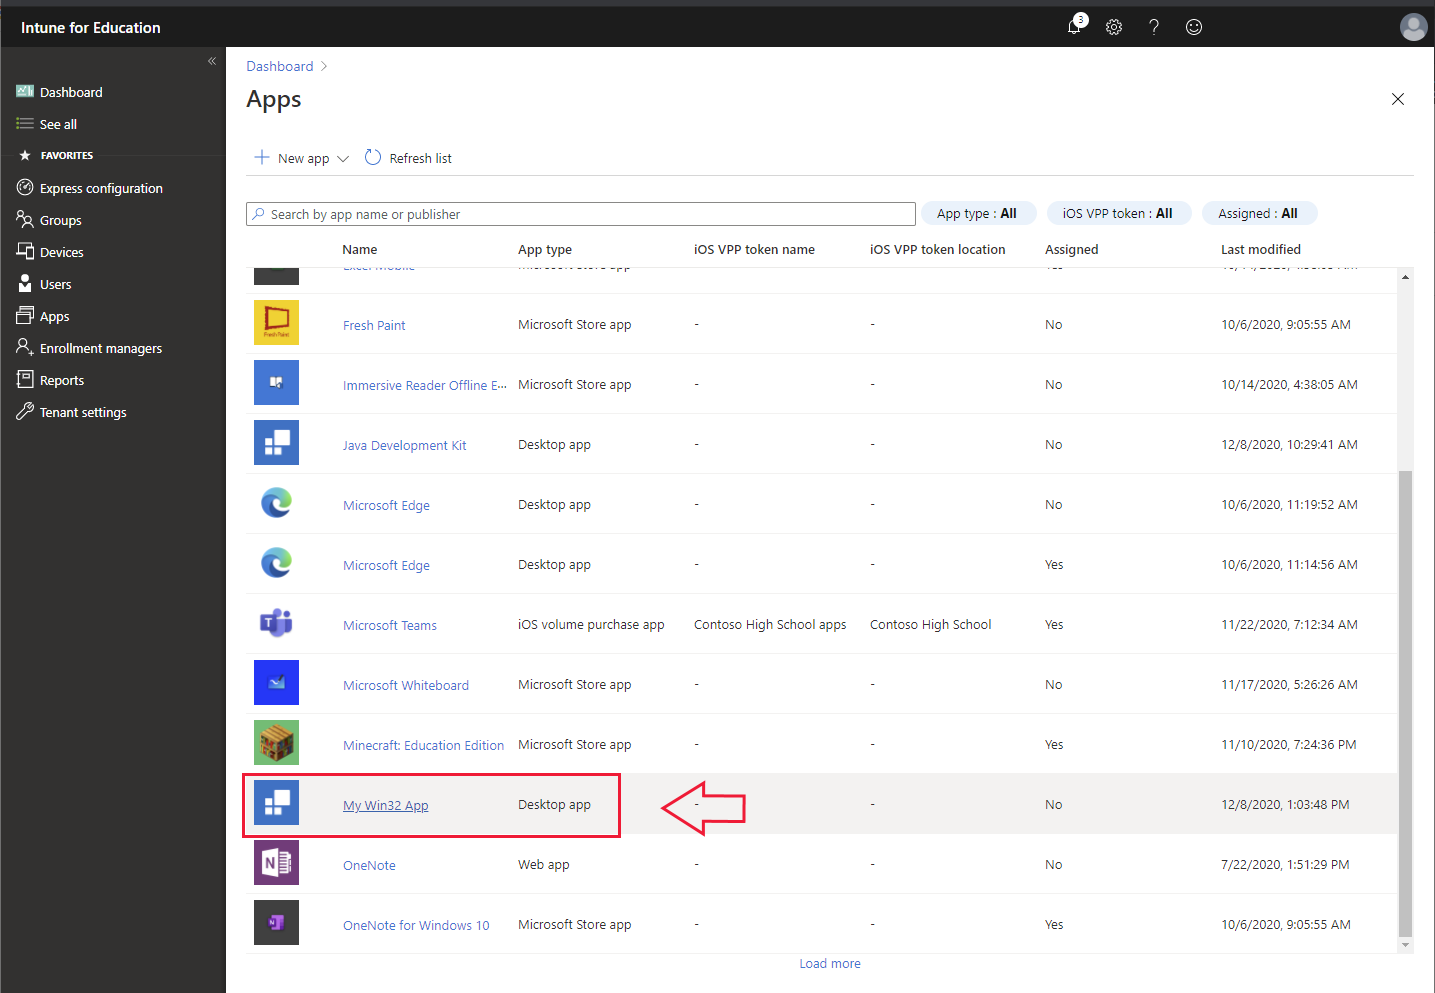 Intune for Education
3
Dashboard
See all
FAVORITES
Express configuration
Groups
Devices
Users
Apps
Enrollment managers
Reports
Tenant settings
Dashboard >
Apps
New app Refresh list
Search by app name or publisher App type : All iOS VPP token : All Assigned : All
Name App type iOS VPP token name iOS VPP token location Assigned Last modified
Fresh Paint Microsoft Store app - - No 10/6/2020, 9:05:55 AM
Immersive Reader Offline E··· Microsoft Store app - - No 10/14/2020, 4:38:05 AM
Java Development Kit Desktop app - - No 12/8/2020, 10:29:41 AM
Microsoft Edge Desktop app - - No 10/6/2020, 11:19:52 AM
Microsoft Edge Desktop app - - Yes 10/6/2020, 11:14:56 AM
Microsoft Teams iOS volume purchase app Contoso High School apps Contoso High School Yes 11/22/2020, 7:12:34 AM
Microsoft Whiteboard Microsoft Store app - - No 11/17/2020, 5:26:26 AM
Minecraft: Education Edition Microsoft Store app - - Yes 11/10/2020, 7:24:36 PM
My Win32 App Desktop app - - No 12/8/2020, 1:03:48 PM
OneNote Web app - - No 7/22/2020, 1:51:29 PM
OneNote for Windows 10 Microsoft Store app - - Yes 10/6/2020, 9:05:55 AM
Load more